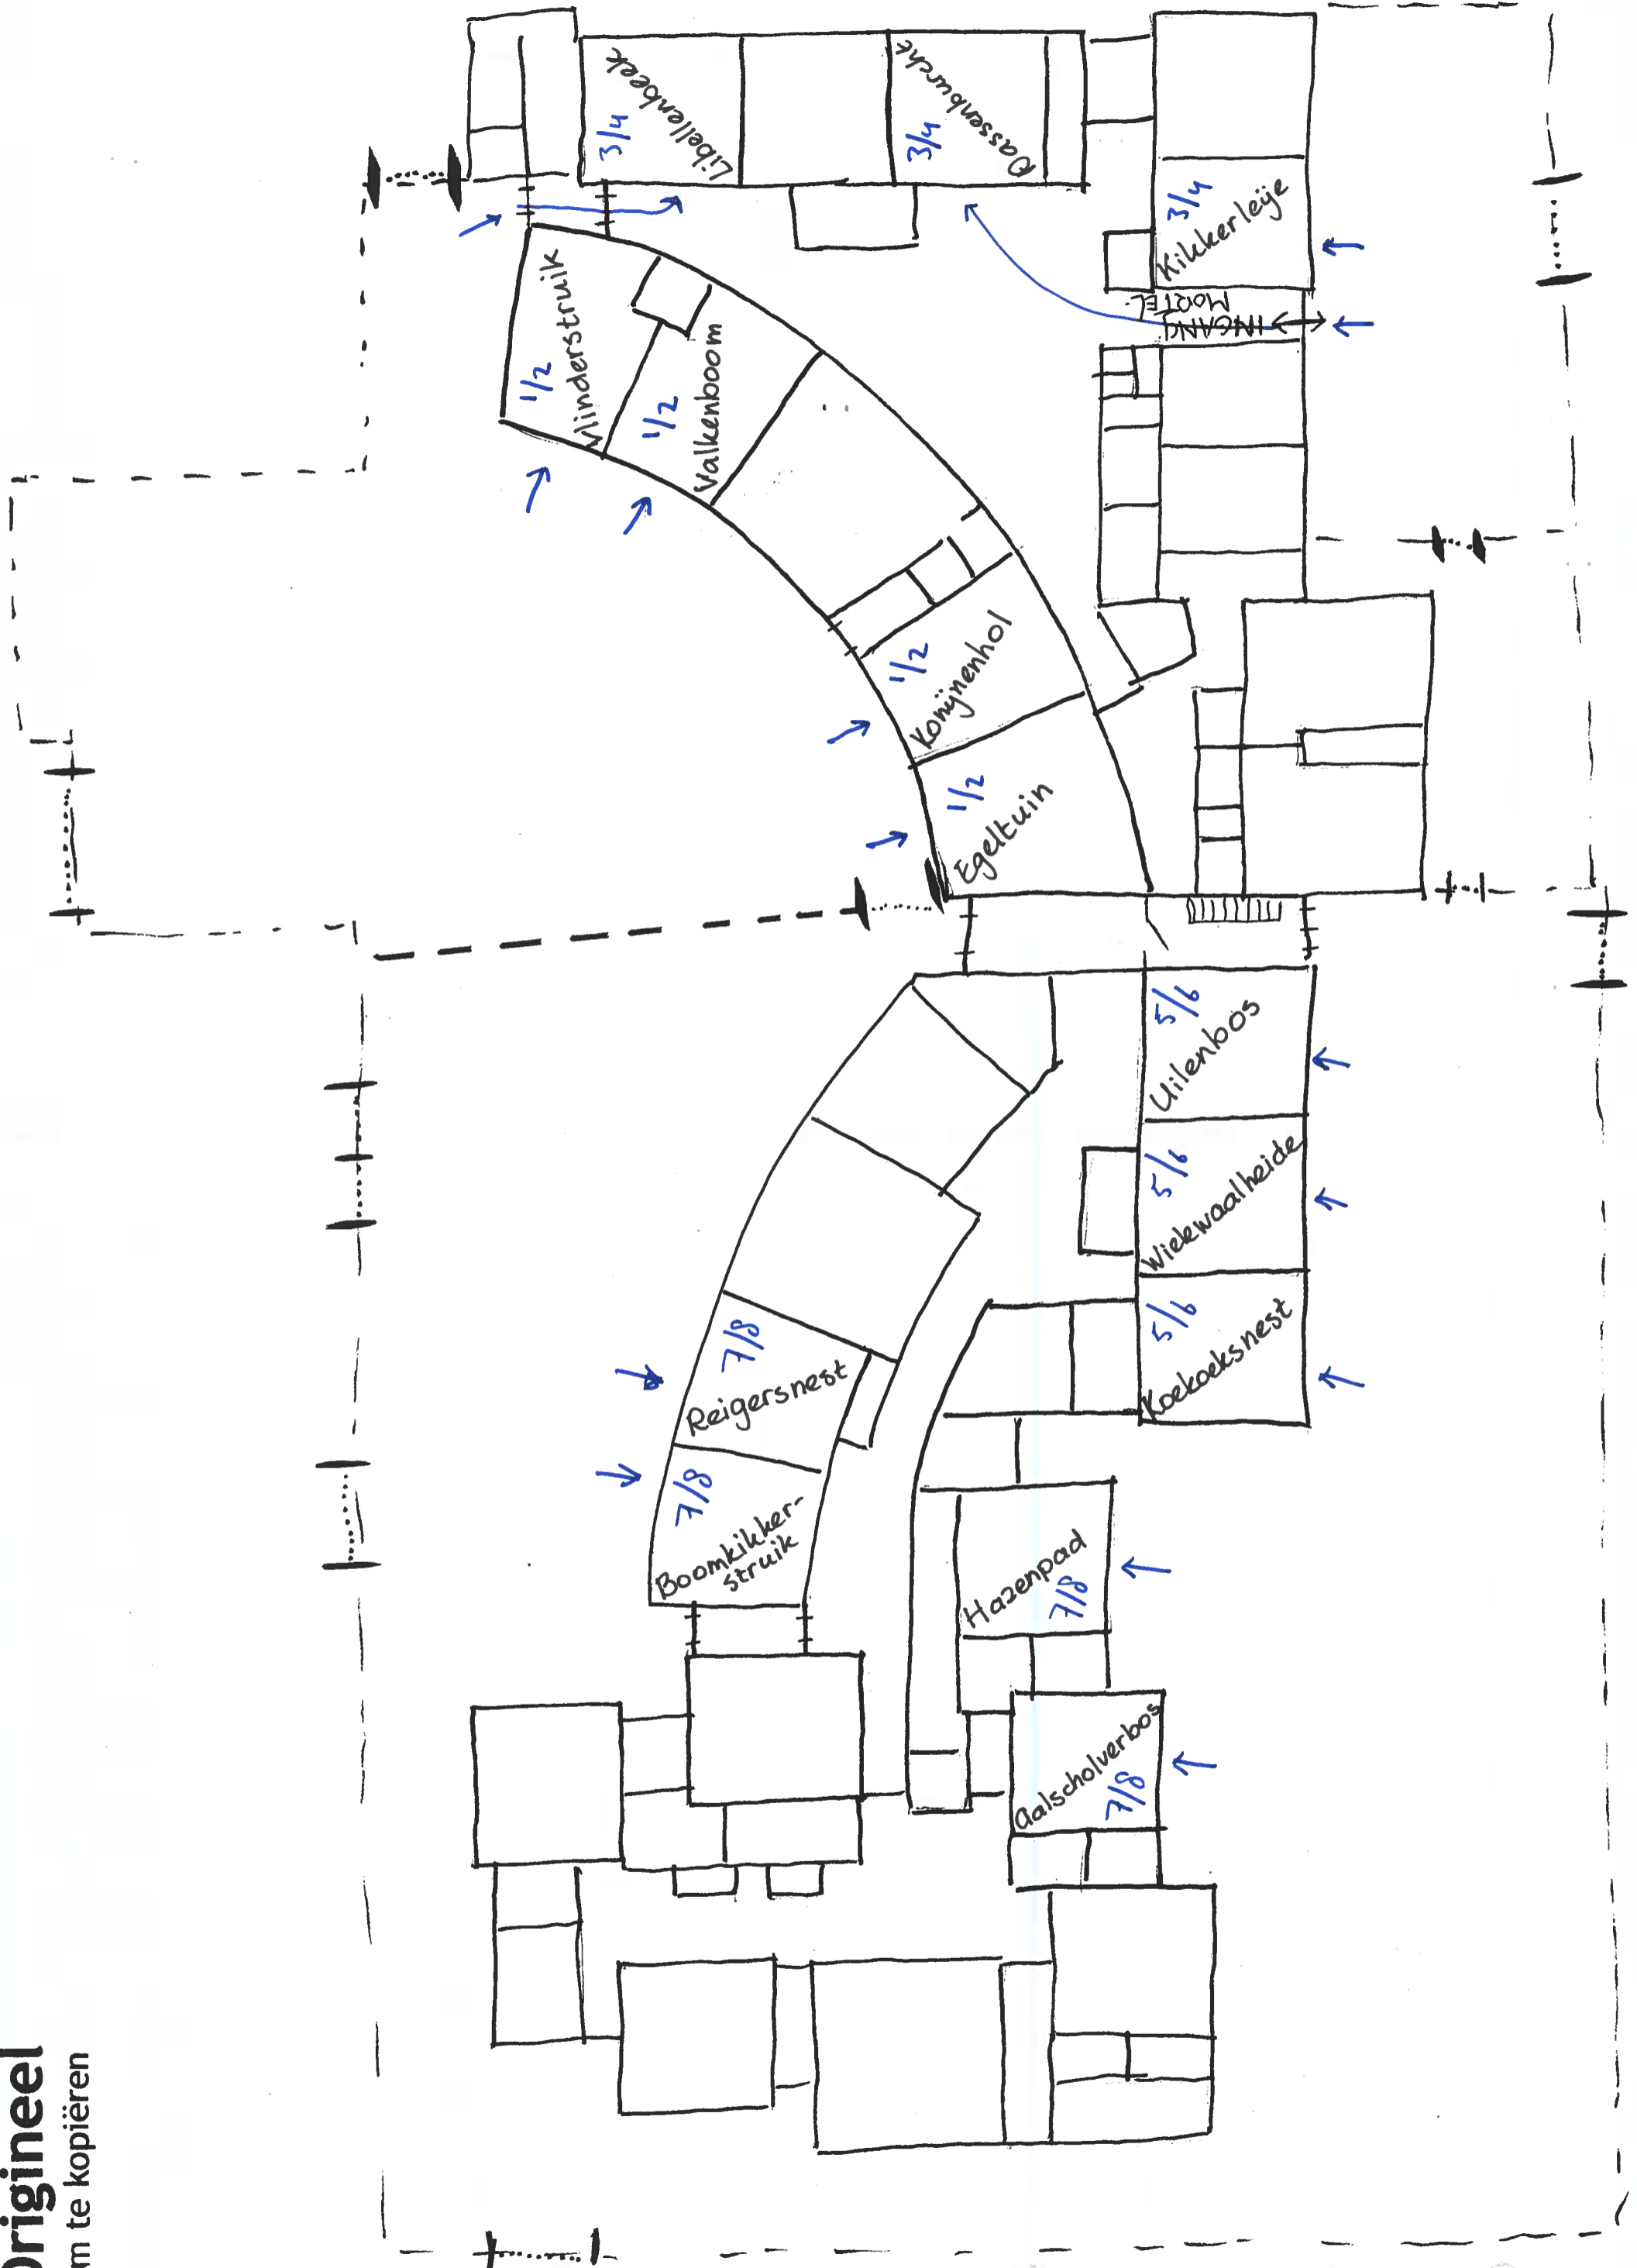 Libellenbeek
3/4
Dassenburcht
3/4
3/4
Kikkerleije
INGANG
MORTEL
Vlinderstruik
1/2
Valkenboom
1/2
1/2
Konijnenhol
1/2
Egeltuin
5/6
Uilenbos
5/6
Wielewaalheide
5/6
Koekoeksnest
7/8
Reigersnest
7/8
Boomkikker-
struik
Hazenpad
7/8
Aalscholverbos
7/8
Origineel
m te kopiëren